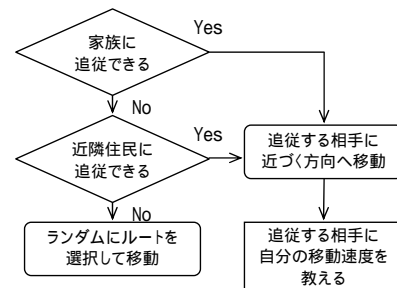 家族に
追従できる
Yes
No
近隣住民に
追従できる
Yes
追従する相手に
近づく方向へ移動
No
ランダムにルートを
選択して移動
追従する相手に
自分の移動速度を
教える